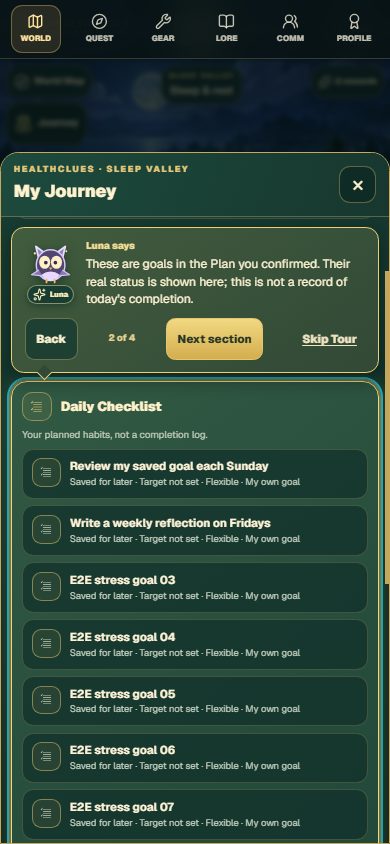 WORLD
QUEST
GEAR
LORE
COMM
PROFILE
World Map
Sleep & rest
Journey
HEALTHCLUES · SLEEP VALLEY
My Journey
Luna says
These are goals in the Plan you confirmed. Their
real status is shown here; this is not a record of
today's completion.
Luna
Back
2 of 4
Next section
Skip Tour
Daily Checklist
Your planned habits, not a completion log.
Review my saved goal each Sunday
Saved for later · Target not set · Flexible · My own goal
Write a weekly reflection on Fridays
Saved for later · Target not set · Flexible · My own goal
E2E stress goal 03
Saved for later · Target not set · Flexible · My own goal
E2E stress goal 04
Saved for later · Target not set · Flexible · My own goal
E2E stress goal 05
Saved for later · Target not set · Flexible · My own goal
E2E stress goal 06
Saved for later · Target not set · Flexible · My own goal
E2E stress goal 07
Saved for later · Target not set · Flexible · My own goal